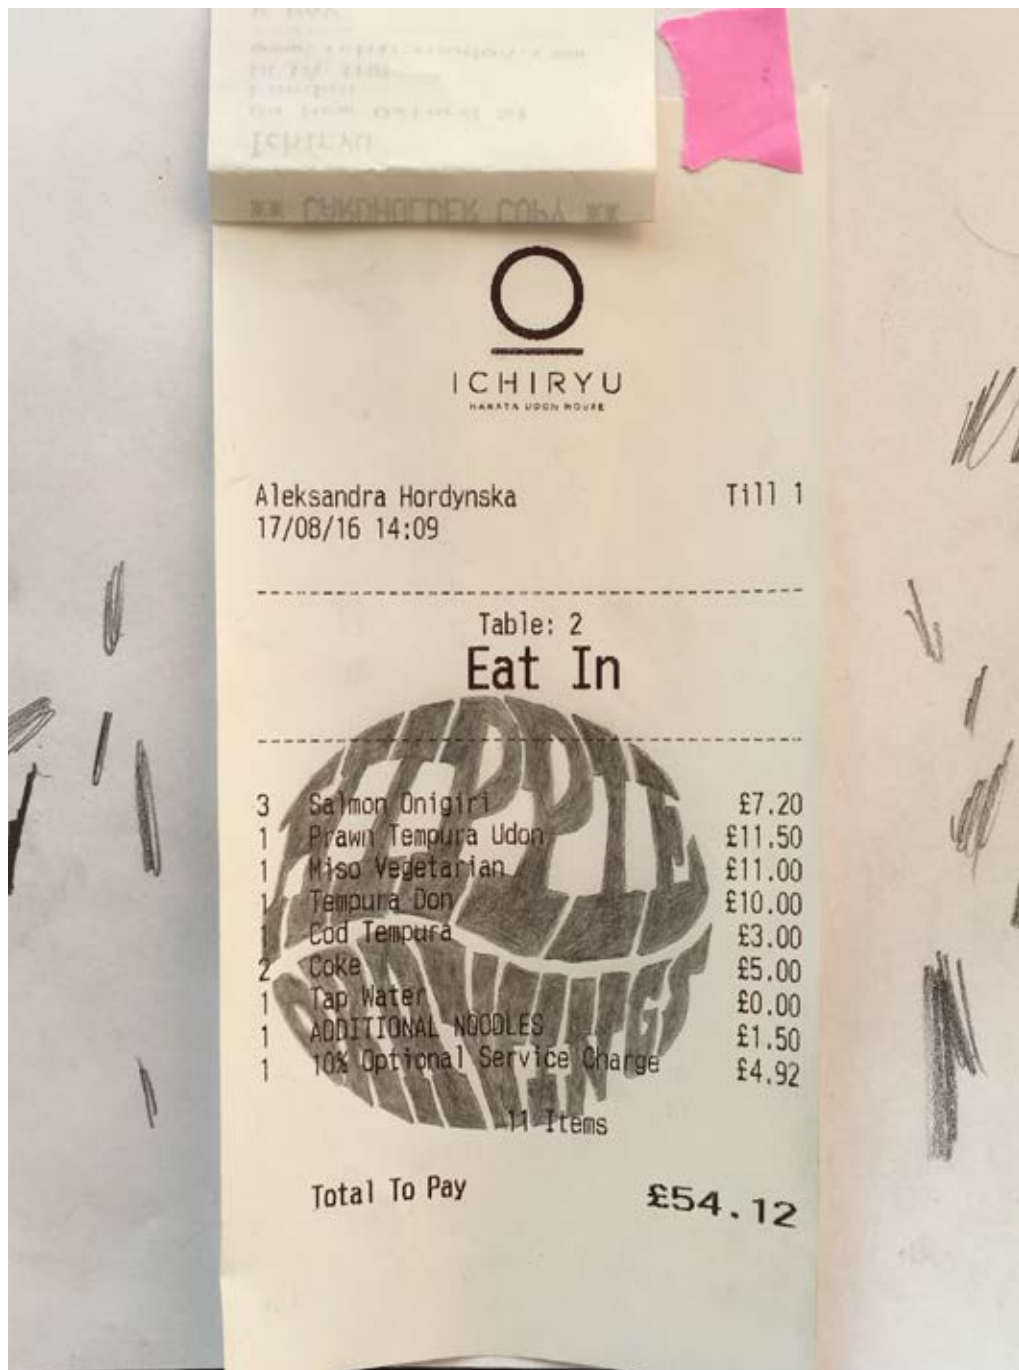 Ichiryu
** CARDHOLDER COPY **
ICHIRYU
HAKATA UDON HOUSE
Aleksandra Hordynska Till 1
17/08/16 14:09
Table: 2
Eat In
3 Salmon Onigiri £7.20
1 Prawn Tempura Udon £11.50
1 Miso Vegetarian £11.00
1 Tempura Don £10.00
1 Cod Tempura £3.00
2 Coke £5.00
1 Tap Water £0.00
1 ADDITIONAL NOODLES £1.50
1 10% Optional Service Charge £4.92
11 Items
Total To Pay £54.12